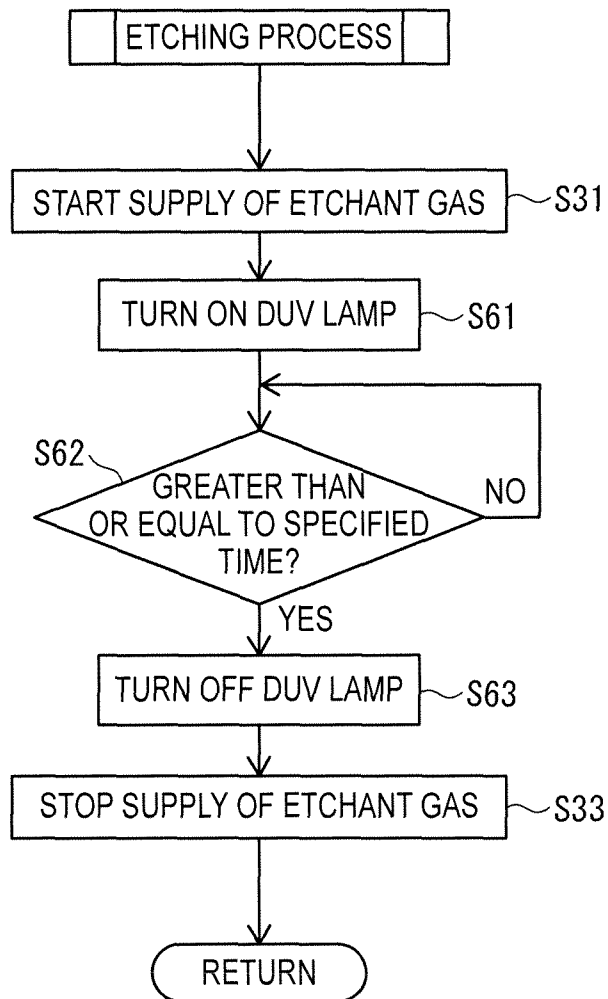 ETCHING PROCESS
START SUPPLY OF ETCHANT GAS
S31
TURN ON DUV LAMP
S61
S62
GREATER THAN
OR EQUAL TO SPECIFIED
TIME?
NO
YES
TURN OFF DUV LAMP
S63
STOP SUPPLY OF ETCHANT GAS
S33
RETURN